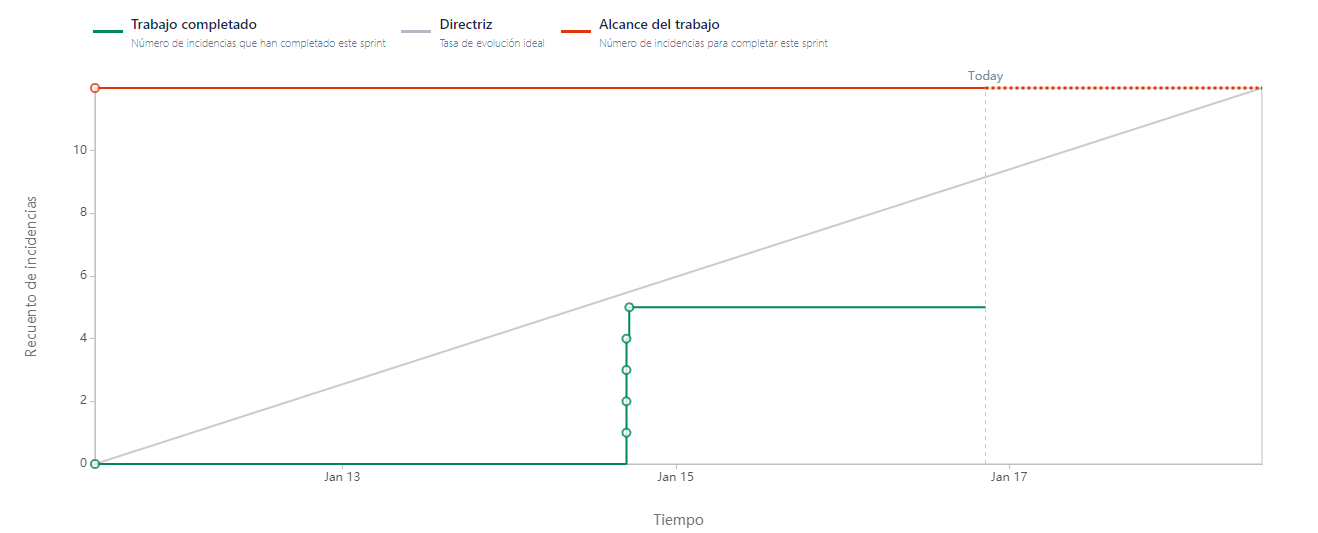 Trabajo completado
Número de incidencias que han completado este sprint
Directriz
Tasa de evolución ideal
Alcance del trabajo
Número de incidencias para completar este sprint
Today
10
8
6
4
2
0
Recuento de incidencias
Jan 13
Jan 15
Jan 17
Tiempo